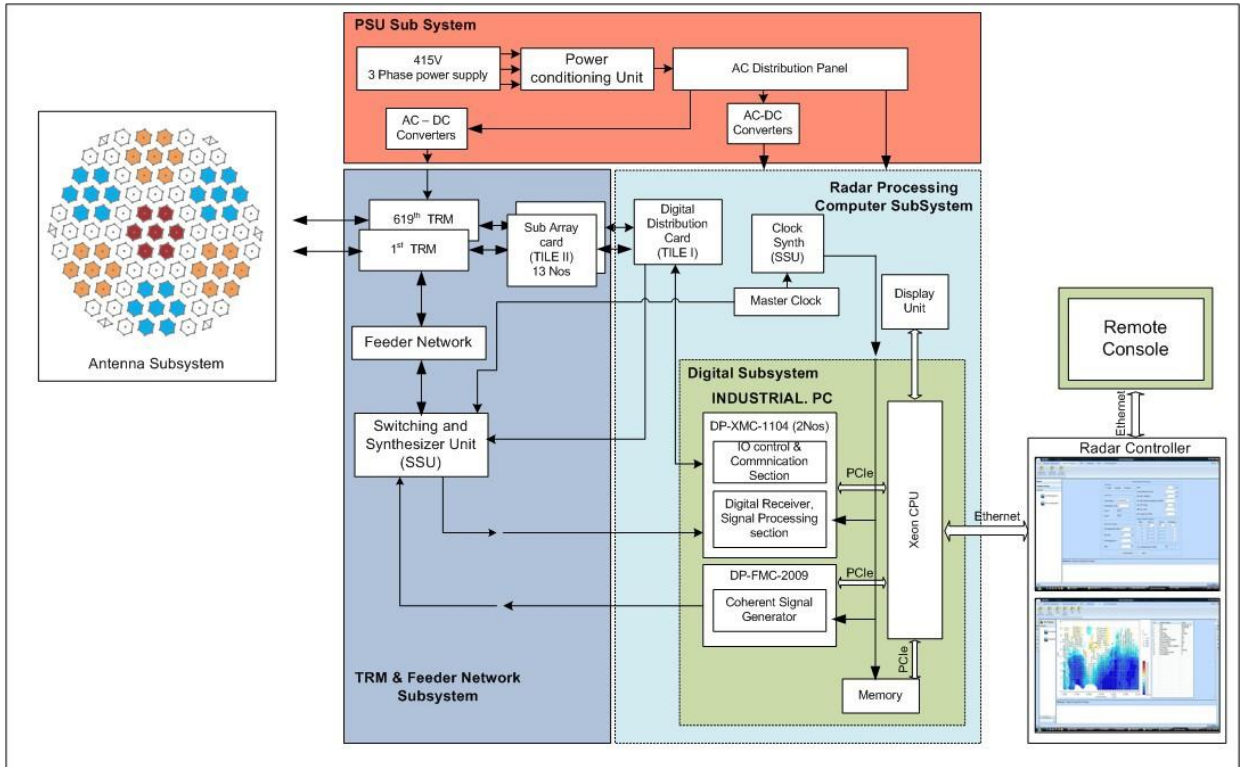 PSU Sub System
415V
3 Phase power supply
Power
conditioning Unit
AC Distribution Panel
AC – DC
Converters
AC-DC
Converters
Antenna Subsystem
619th TRM
1st TRM
Sub Array
card
(TILE II)
13 Nos
Feeder Network
Switching and
Synthesizer Unit
(SSU)
TRM & Feeder Network
Subsystem
Radar Processing
Computer SubSystem
Digital
Distribution
Card
(TILE I)
Clock
Synth
(SSU)
Master Clock
Display
Unit
Digital Subsystem
INDUSTRIAL. PC
DP-XMC-1104 (2Nos)
IO control &
Commnication
Section
Digital Receiver,
Signal Processing
section
PCIe
DP-FMC-2009
Coherent Signal
Generator
PCIe
Xeon CPU
PCIe
Memory
Ethernet
Remote
Console
Ethernet
Radar Controller